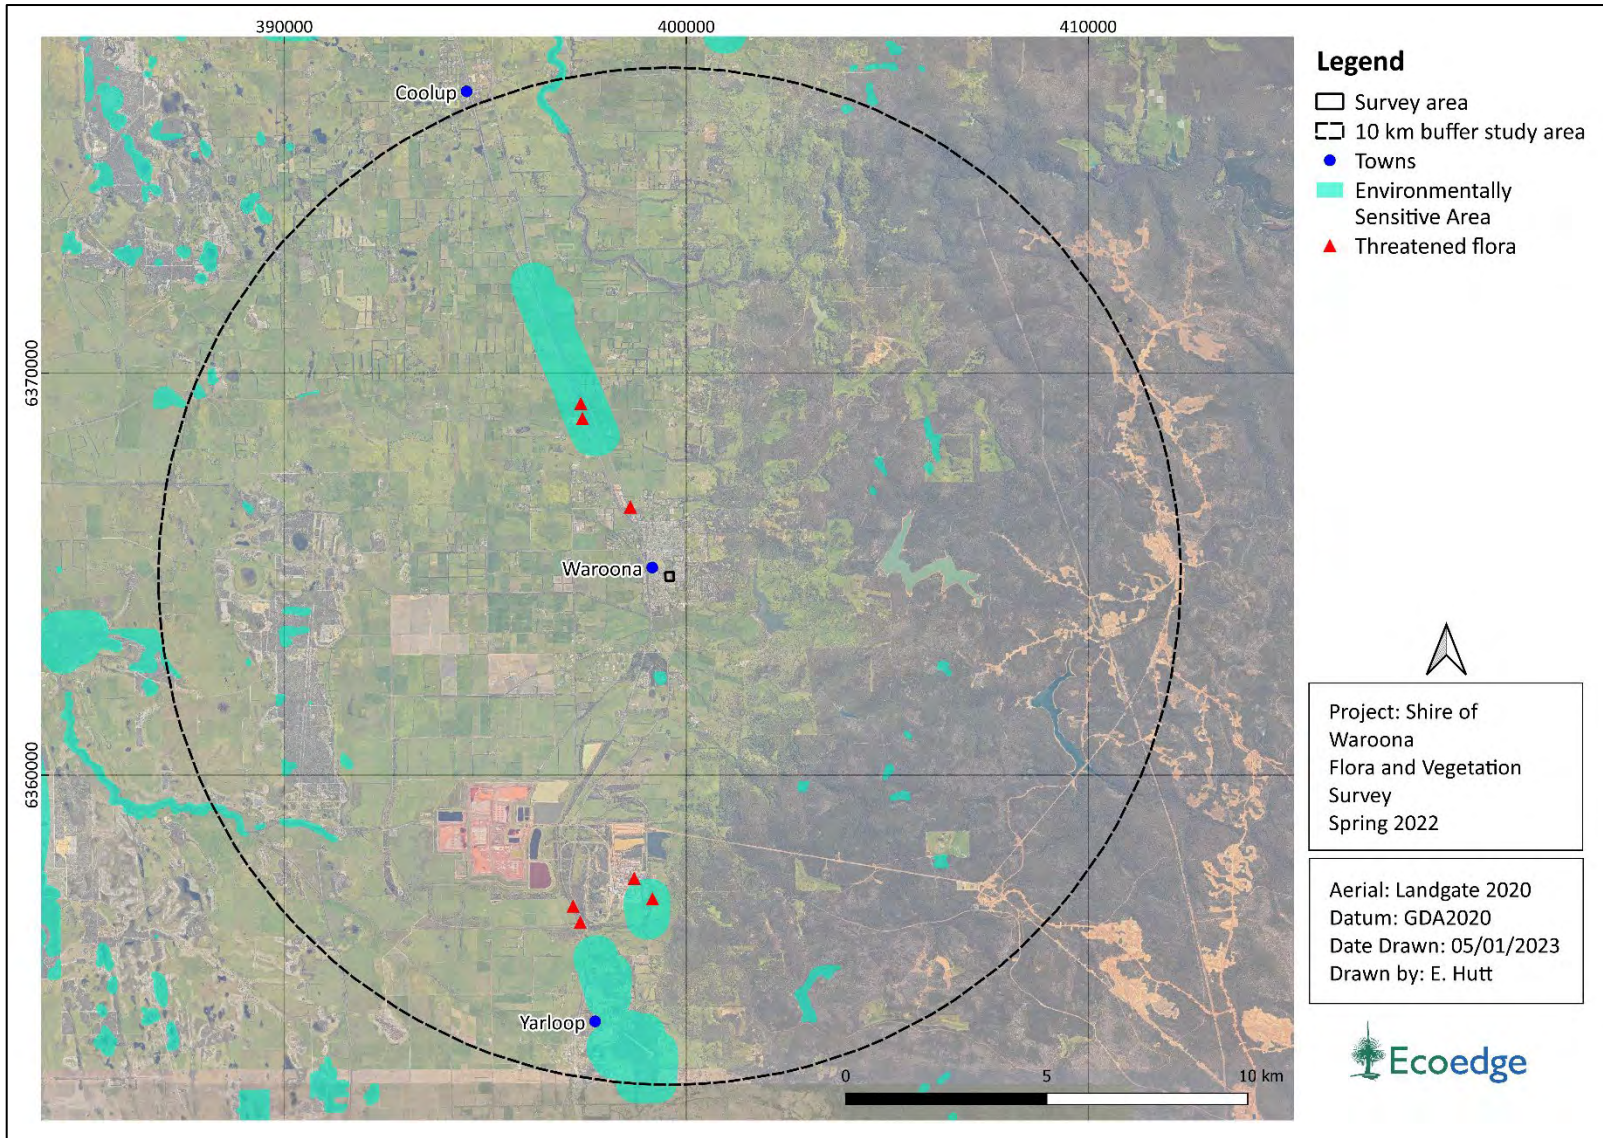 390000
400000
410000
6370000
6360000
Coolup
Waroona
Yarloop
0
5
10 km
Legend
Survey area
10 km buffer study area
Towns
Environmentally
Sensitive Area
Threatened flora
Project: Shire of
Waroona
Flora and Vegetation
Survey
Spring 2022
Aerial: Landgate 2020
Datum: GDA2020
Date Drawn: 05/01/2023
Drawn by: E. Hutt
Ecoedge